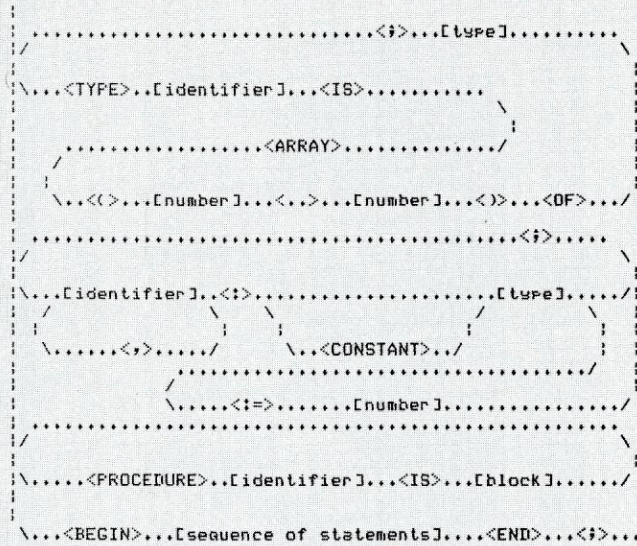 ¦ ..................................<;>...[type]..........
¦/ \
\...<TYPE>..[identifier]...<IS>...........
\
.................<ARRAY>.............../
/
\..<(>...[number]...<..>...[number]...<)>...<OF>.../
...............................................<;>.....
¦/ \
¦\...[identifier]..<:>........................[type]...../¦
/ \ \ / \
\......<,>...../ \..<CONSTANT>../
........................................../
/
\.....<:=>.......[number]................../
...........................................................
¦/ \
¦\.....<PROCEDURE>..[identifier]...<IS>...[block]....../
\...<BEGIN>...[sequence of statements]....<END>...<;>...